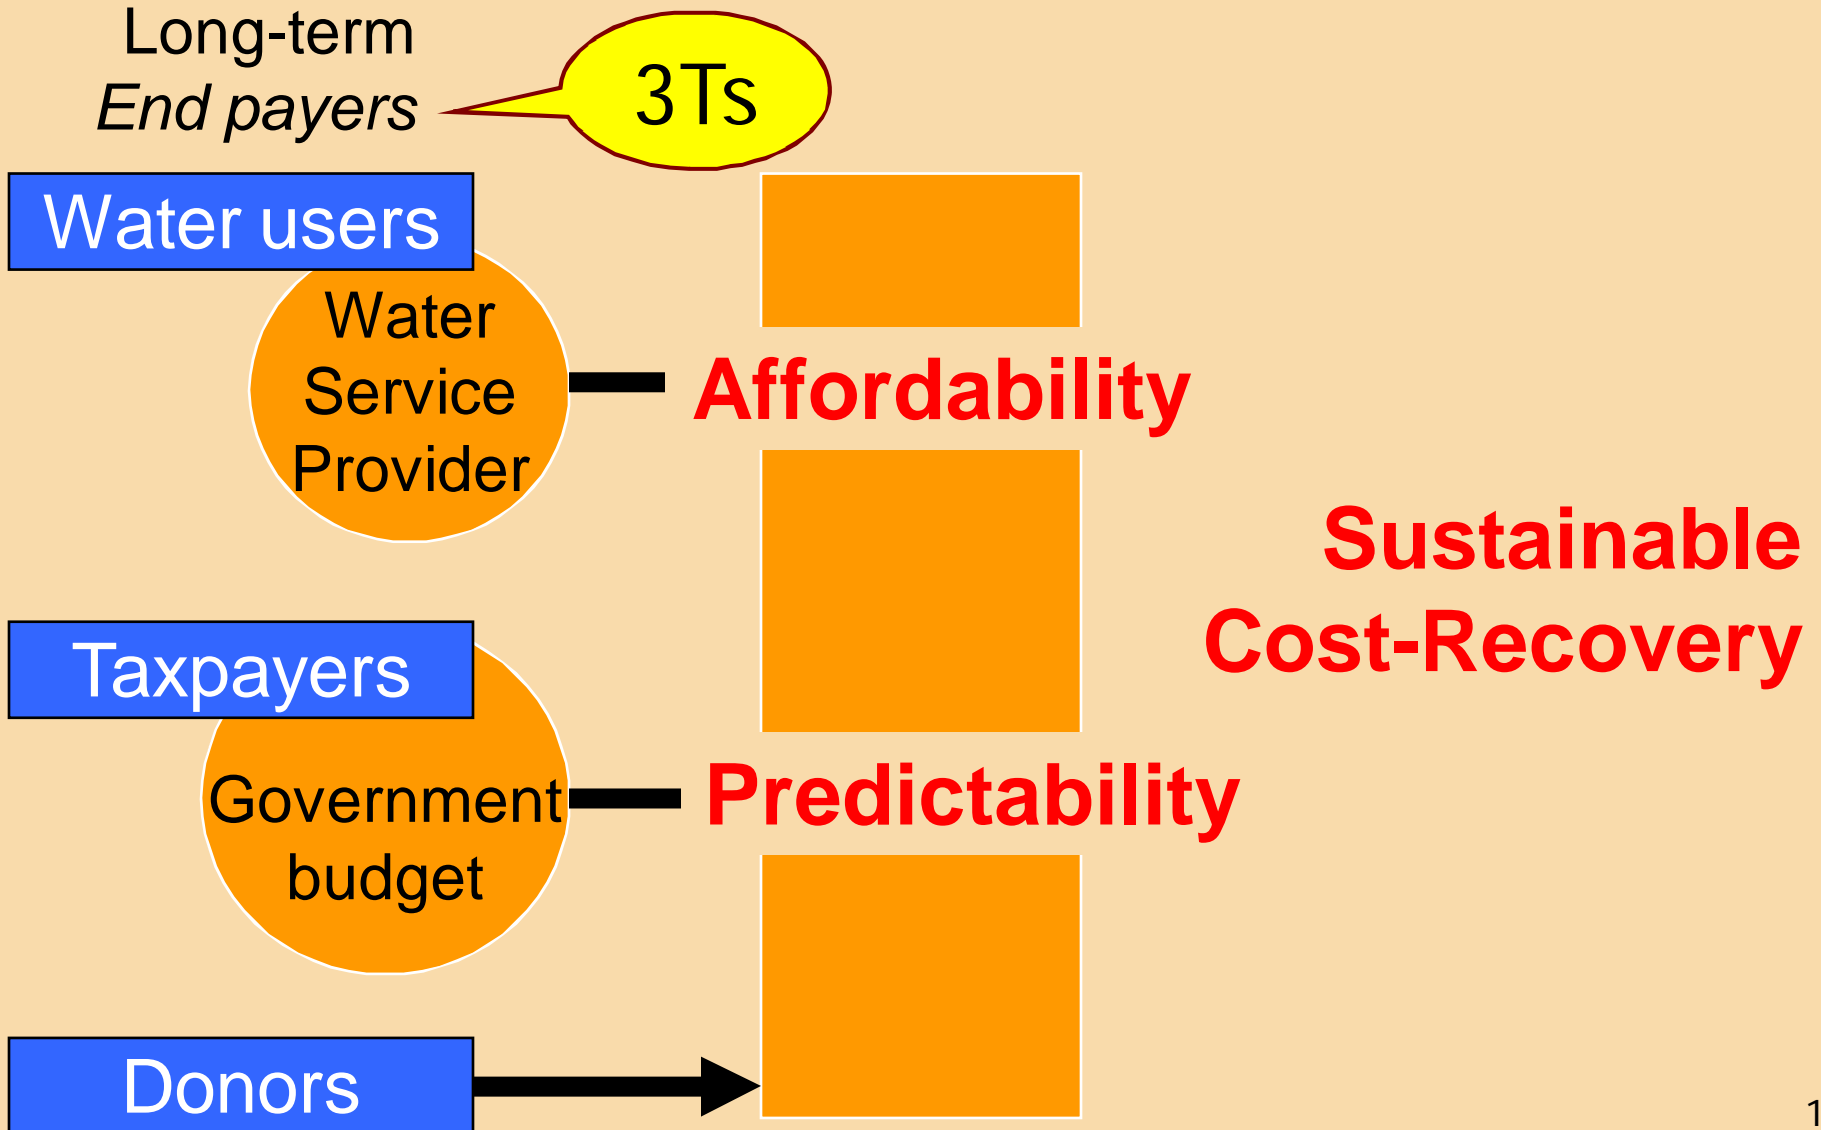 Long-term
End payers
3Ts
Water users
Water
Service
Provider
Affordability
Sustainable
Cost-Recovery
Taxpayers
Government
budget
Predictability
Donors
1